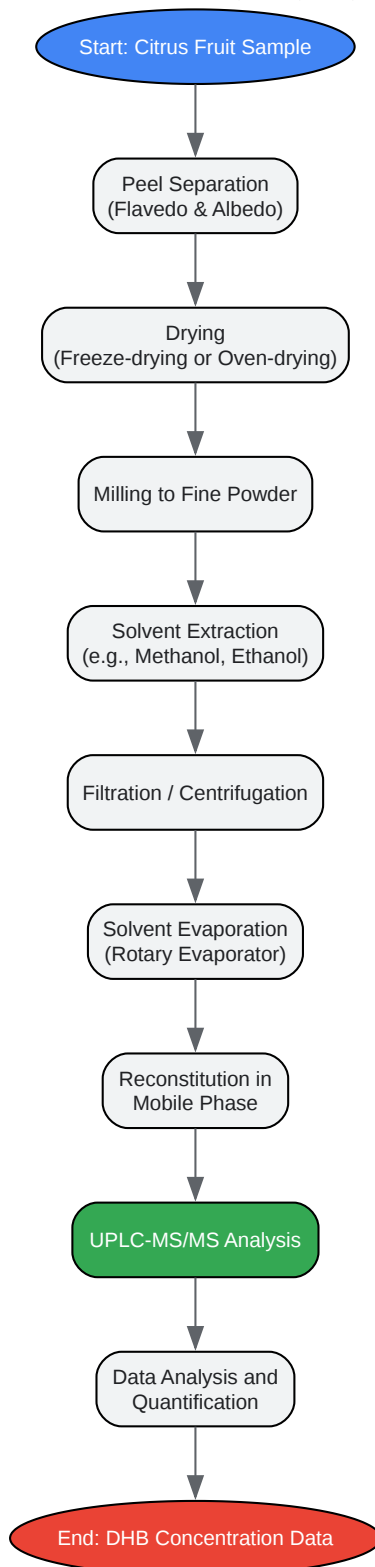 Start: Citrus Fruit Sample
Peel Separation
(Flavedo & Albedo)
Drying
(Freeze-drying or Oven-drying)
Milling to Fine Powder
Solvent Extraction
(e.g., Methanol, Ethanol)
Filtration / Centrifugation
Solvent Evaporation
(Rotary Evaporator)
Reconstitution in
Mobile Phase
UPLC-MS/MS Analysis
Data Analysis and
Quantification
End: DHB Concentration Data